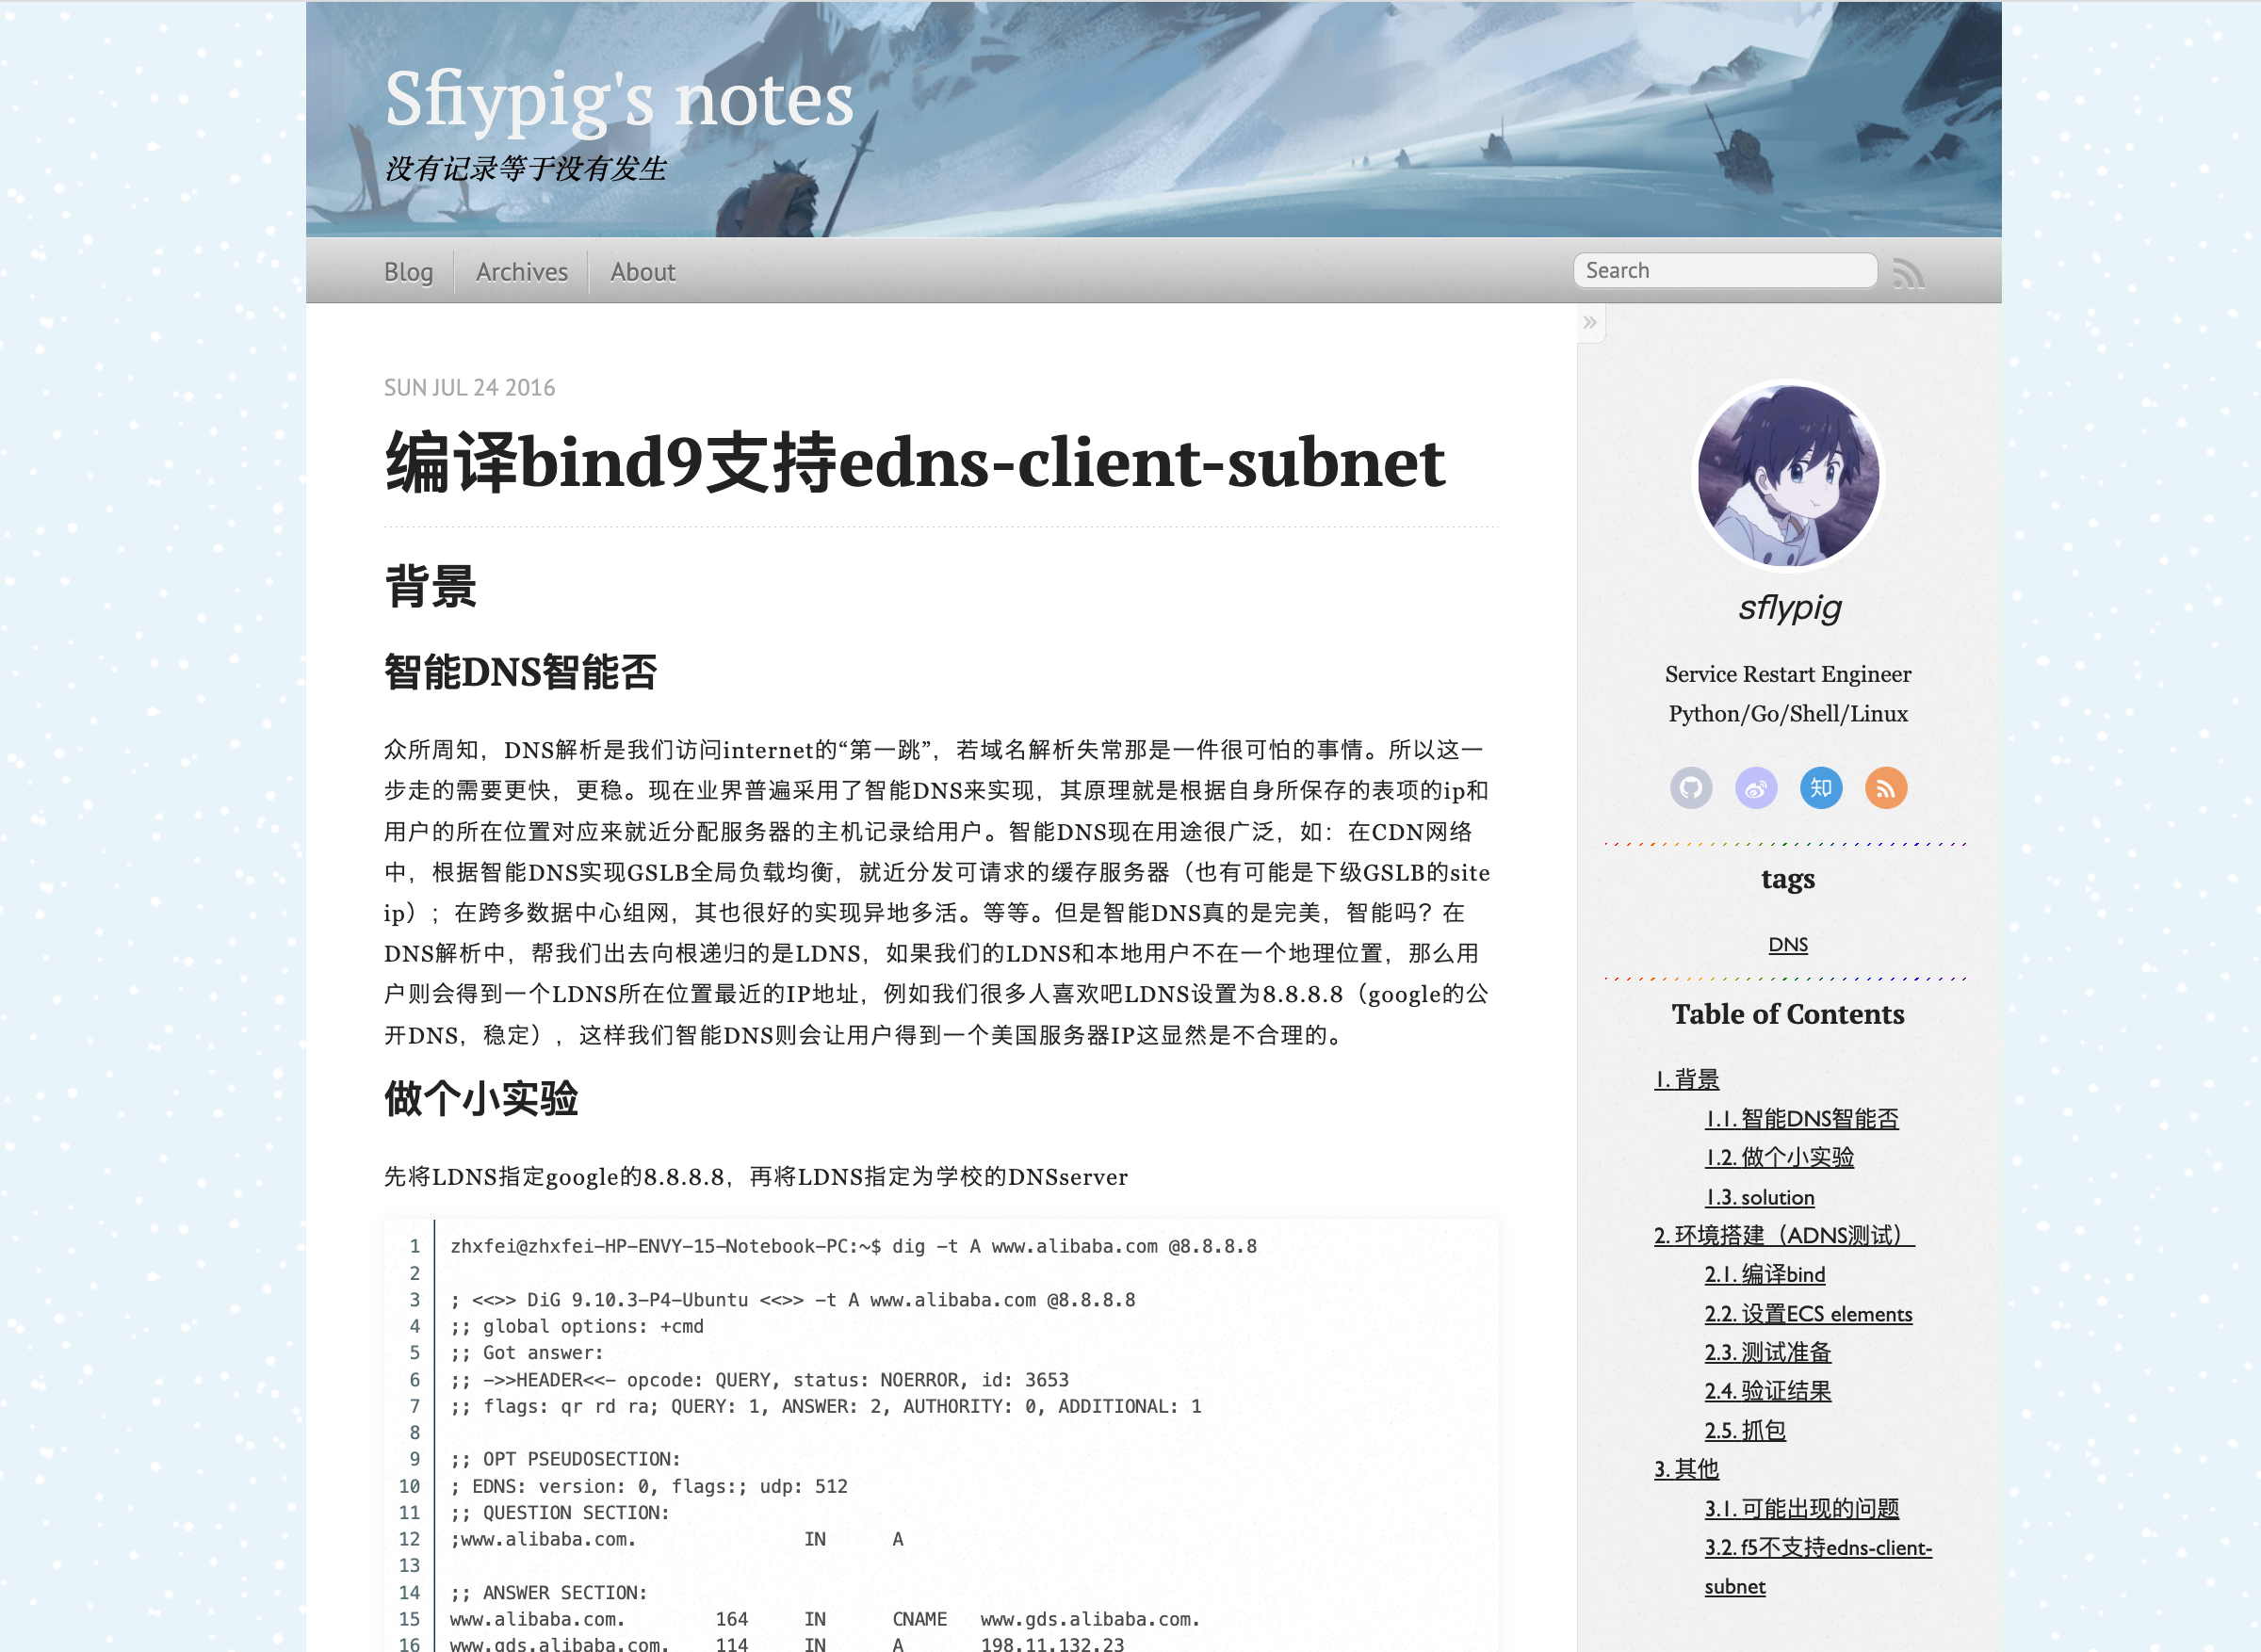 Sflypig's notes
没有记录等于没有发生
Blog
Archives
About
Search
SUN JUL 24 2016
编译bind9支持edns-client-subnet
背景
智能DNS智能否
众所周知，DNS解析是我们访问internet的“第一跳”，若域名解析失常那是一件很可怕的事情。所以这一
步走的需要更快，更稳。现在业界普遍采用了智能DNS来实现，其原理就是根据自身所保存的表项的ip和
用户的所在位置对应来就近分配服务器的主机记录给用户。智能DNS现在用途很广泛，如：在CDN网络
中，根据智能DNS实现GSLB全局负载均衡，就近分发可请求的缓存服务器（也有可能是下级GSLB的site
ip）；在跨多数据中心组网，其也很好的实现异地多活。等等。但是智能DNS真的是完美，智能吗？在
DNS解析中，帮我们出去向根递归的是LDNS，如果我们的LDNS和本地用户不在一个地理位置，那么用
户则会得到一个LDNS所在位置最近的IP地址，例如我们很多人喜欢吧LDNS设置为8.8.8.8（google的公
开DNS，稳定），这样我们智能DNS则会让用户得到一个美国服务器IP这显然是不合理的。
做个小实验
先将LDNS指定google的8.8.8.8，再将LDNS指定为学校的DNSserver
1 zhxfei@zhxfei-HP-ENVY-15-Notebook-PC:~$ dig -t A www.alibaba.com @8.8.8.8
2
3 ; <<>> DiG 9.10.3-P4-Ubuntu <<>> -t A www.alibaba.com @8.8.8.8
4 ;; global options: +cmd
5 ;; Got answer:
6 ;; ->>HEADER<<- opcode: QUERY, status: NOERROR, id: 3653
7 ;; flags: qr rd ra; QUERY: 1, ANSWER: 2, AUTHORITY: 0, ADDITIONAL: 1
8
9 ;; OPT PSEUDOSECTION:
10 ; EDNS: version: 0, flags:; udp: 512
11 ;; QUESTION SECTION:
12 ;www.alibaba.com. IN A
13
14 ;; ANSWER SECTION:
15 www.alibaba.com. 164 IN CNAME www.gds.alibaba.com.
16 www.gds.alibaba.com. 114 IN A 198.11.132.23
»
sflypig
Service Restart Engineer
Python/Go/Shell/Linux
知
tags
DNS
Table of Contents
1. 背景
1.1. 智能DNS智能否
1.2. 做个小实验
1.3. solution
2. 环境搭建（ADNS测试）
2.1. 编译bind
2.2. 设置ECS elements
2.3. 测试准备
2.4. 验证结果
2.5. 抓包
3. 其他
3.1. 可能出现的问题
3.2. f5不支持edns-client-
subnet